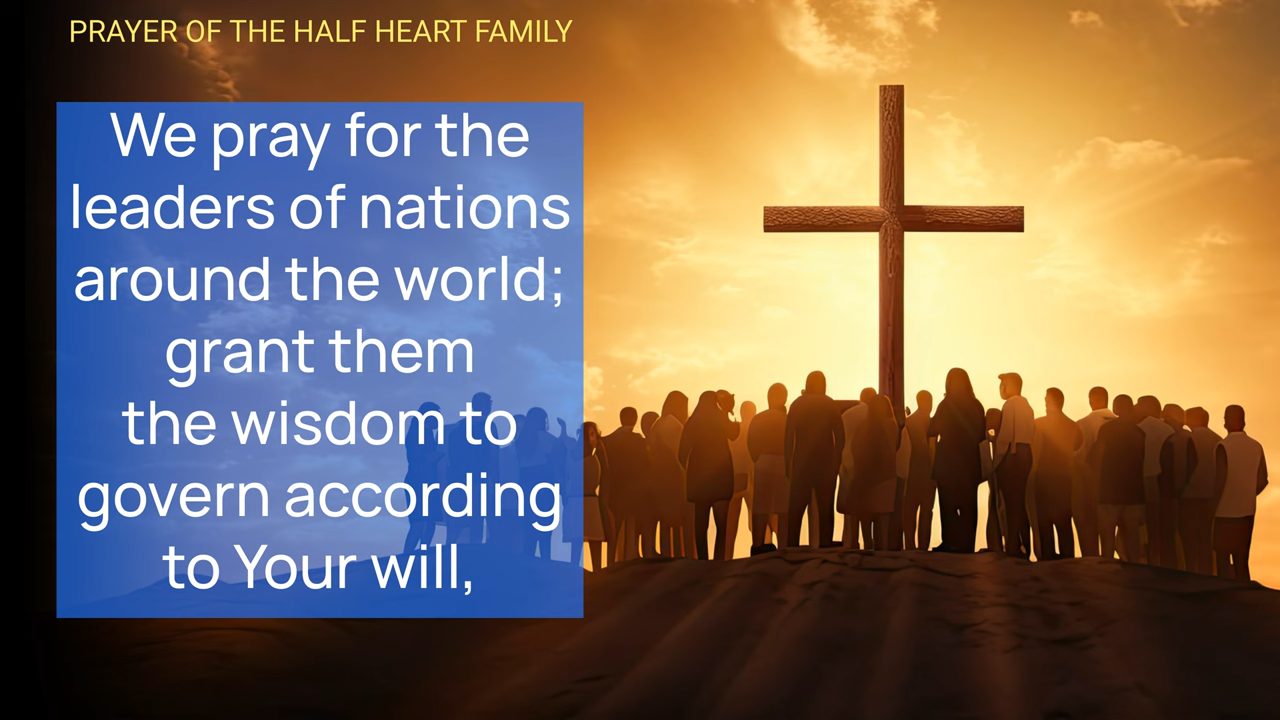 PRAYER OF THE HALF HEART FAMILY
We pray for the
leaders of nations
around the world;
grant them
the wisdom to
govern according
to Your will,